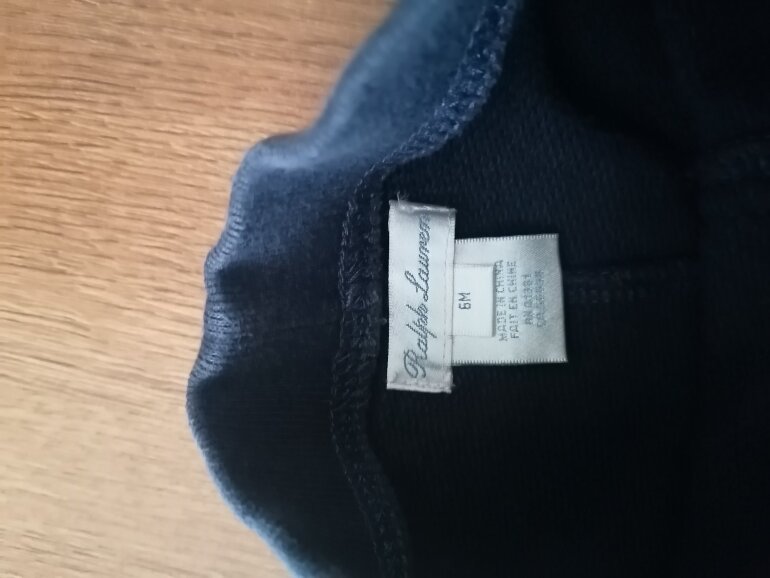 Ralph Lauren
6M
MADE IN CHINA
FAIT EN CHINE